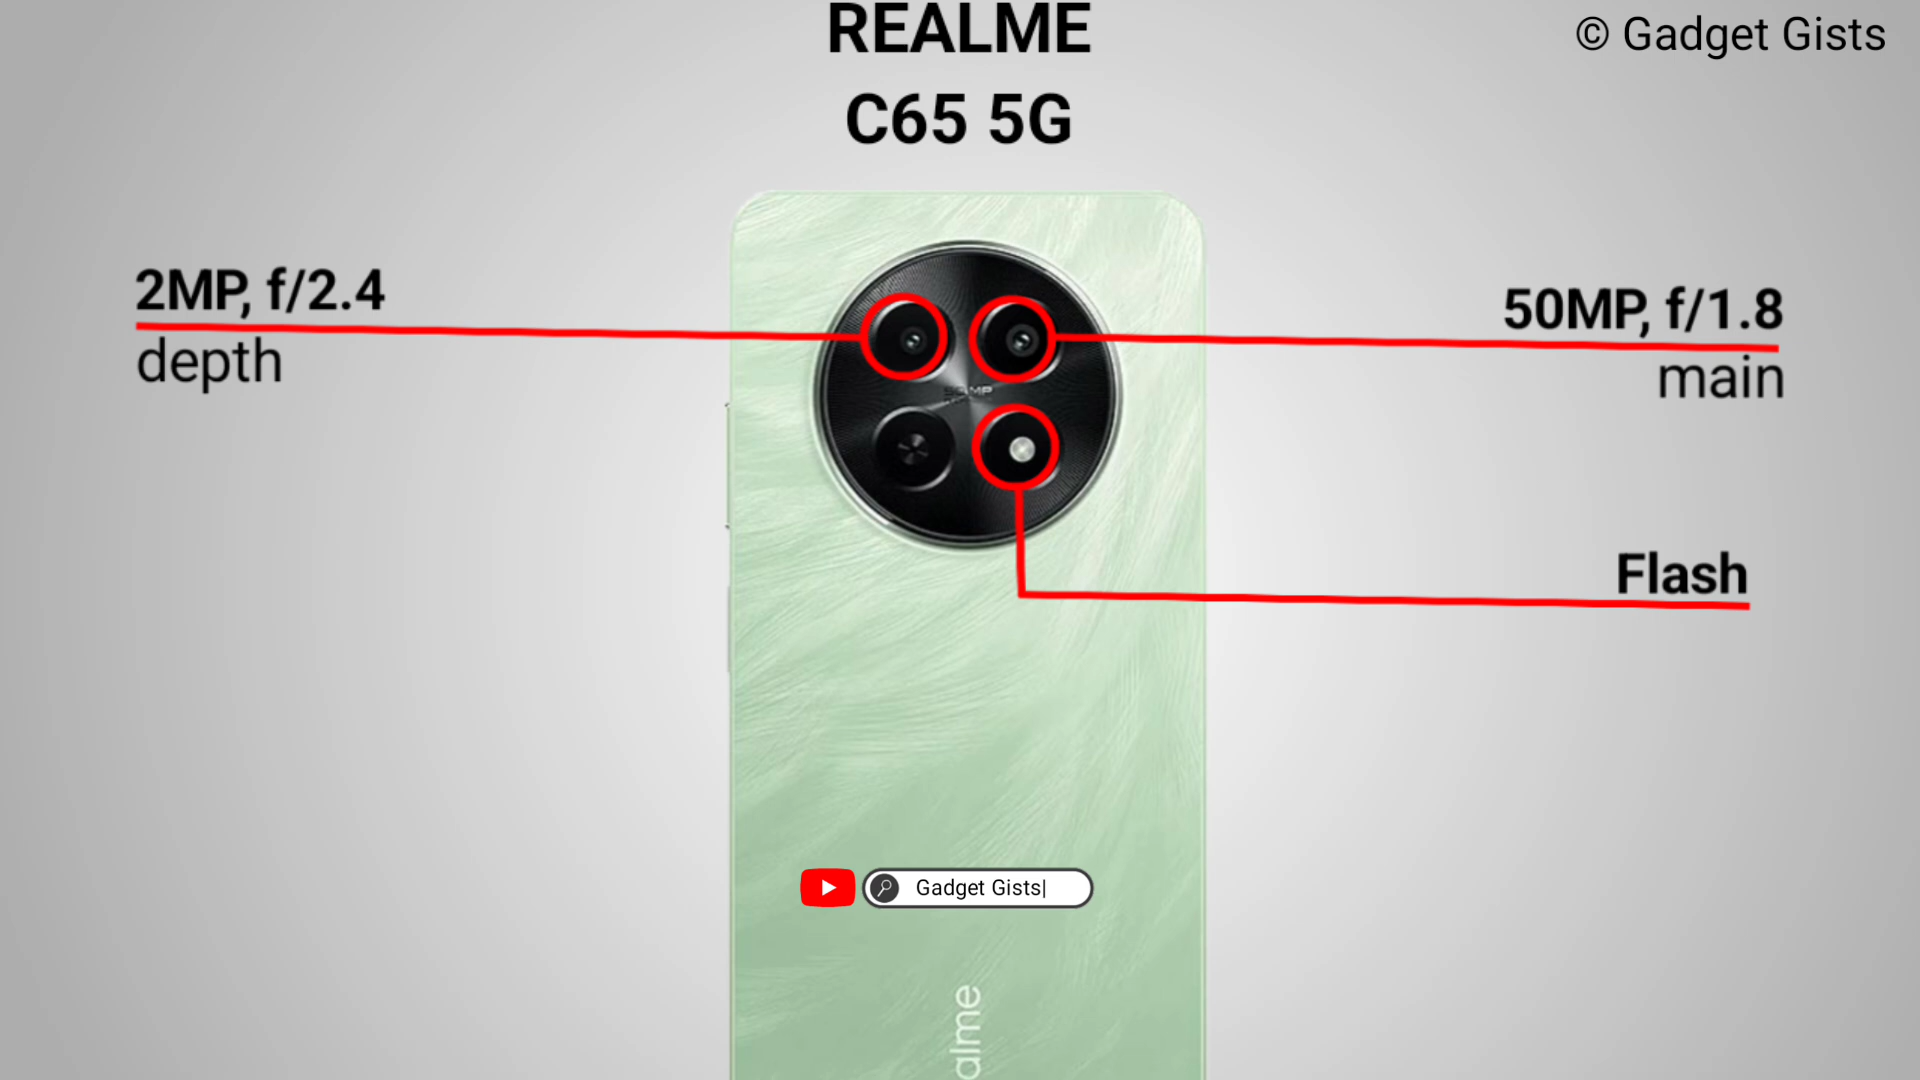 REALME
C65 5G
© Gadget Gists
2MP, f/2.4
depth
50MP, f/1.8
main
Flash
Gadget Gists|
alme